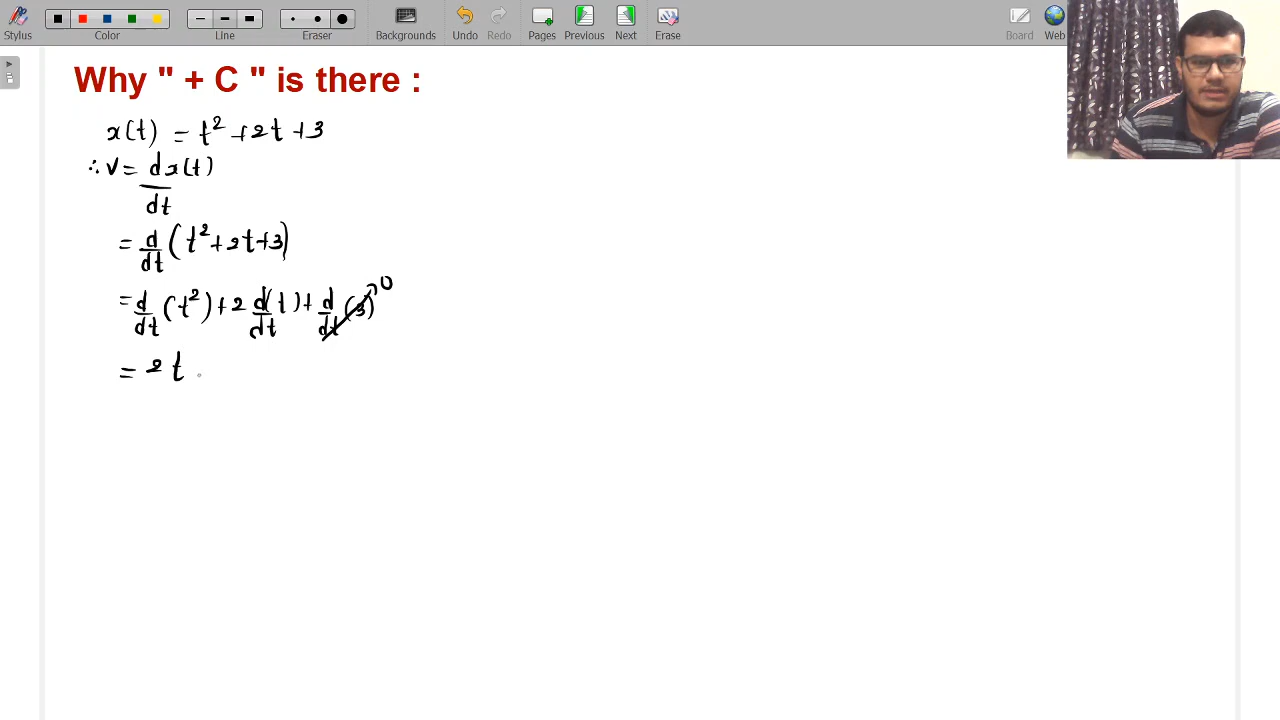 Stylus Color Line Eraser Backgrounds Undo Redo Pages Previous Next Erase Board Web
Why " + C " is there :
x(t) = t² + 2t + 3
∴ V = dx(t)/dt
= d/dt (t² + 2t + 3)
= d/dt (t²) + 2 d(t)/dt + d/dt (3) ↗ 0
= 2t